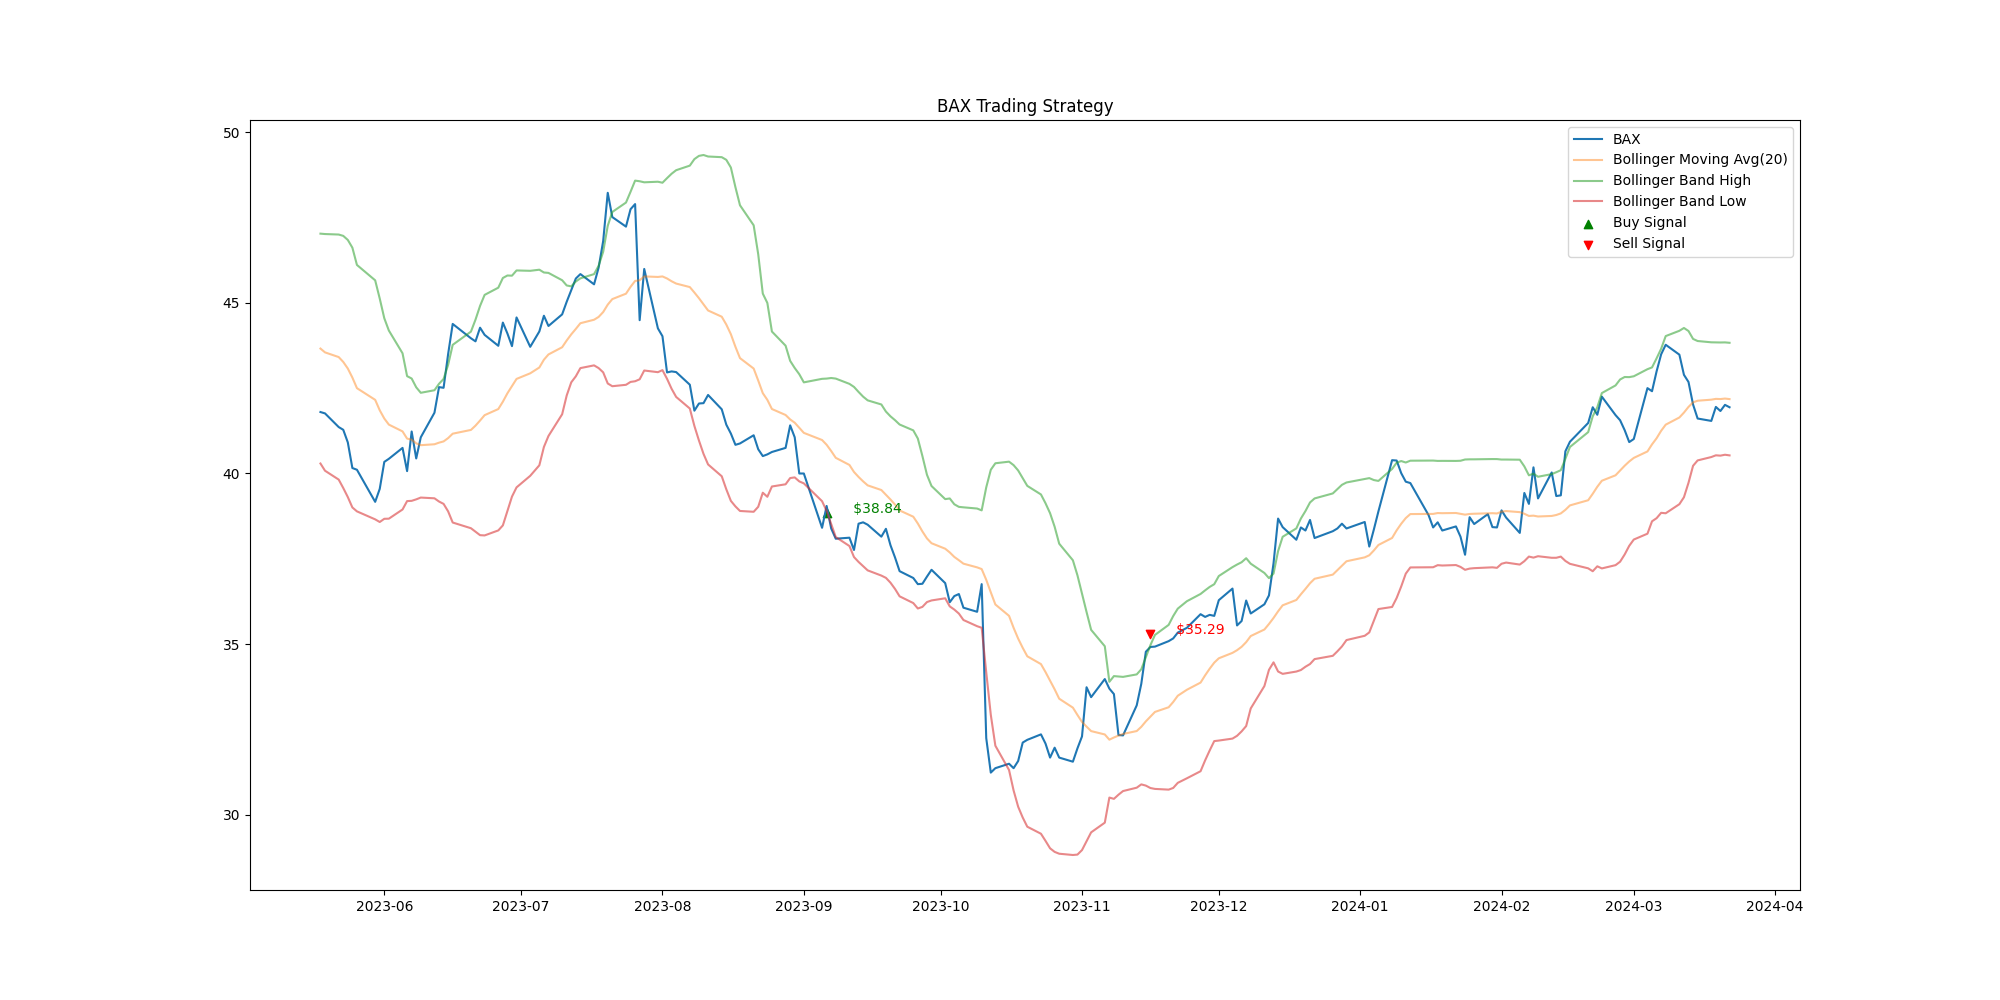 BAX Trading Strategy
50
45
40
35
30
BAX
Bollinger Moving Avg(20)
Bollinger Band High
Bollinger Band Low
Buy Signal
Sell Signal
$38.84
$35.29
2023-06 2023-07 2023-08 2023-09 2023-10 2023-11 2023-12 2024-01 2024-02 2024-03 2024-04